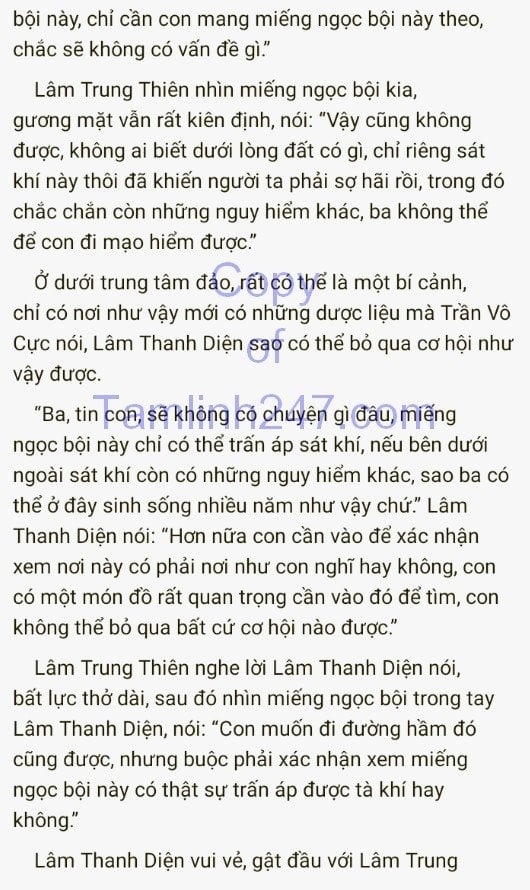 bội này, chỉ cần con mang miếng ngọc bội này theo,
chắc sẽ không có vấn đề gì.”
Lâm Trung Thiên nhìn miếng ngọc bội kia,
gương mặt vẫn rất kiên định, nói: “Vậy cũng không
được, không ai biết dưới lòng đất có gì, chỉ riêng sát
khí này thôi đã khiến người ta phải sợ hãi rồi, trong đó
chắc chắn còn những nguy hiểm khác, ba không thể
để con đi mạo hiểm được.”
Ở dưới trung tâm đảo, rất có thể là một bí cảnh,
chỉ có nơi như vậy mới có những dược liệu mà Trần Vô
Cực nói, Lâm Thanh Diện sao có thể bỏ qua cơ hội như
vậy được.
“Ba, tin con, sẽ không có chuyện gì đâu, miếng
ngọc bội này chỉ có thể trấn áp sát khí, nếu bên dưới
ngoài sát khí còn có những nguy hiểm khác, sao ba có
thể ở đây sinh sống nhiều năm như vậy chứ.” Lâm
Thanh Diện nói: “Hơn nữa con cần vào để xác nhận
xem nơi này có phải nơi như con nghĩ hay không, con
có một món đồ rất quan trọng cần vào đó để tìm, con
không thể bỏ qua bất cứ cơ hội nào được.”
Lâm Trung Thiên nghe lời Lâm Thanh Diện nói,
bất lực thở dài, sau đó nhìn miếng ngọc bội trong tay
Lâm Thanh Diện, nói: “Con muốn đi đường hầm đó
cũng được, nhưng buộc phải xác nhận xem miếng
ngọc bội này có thật sự trấn áp được tà khí hay
không.”
Lâm Thanh Diện vui vẻ, gật đầu với Lâm Trung
Copy
of
Tamlinh247.com